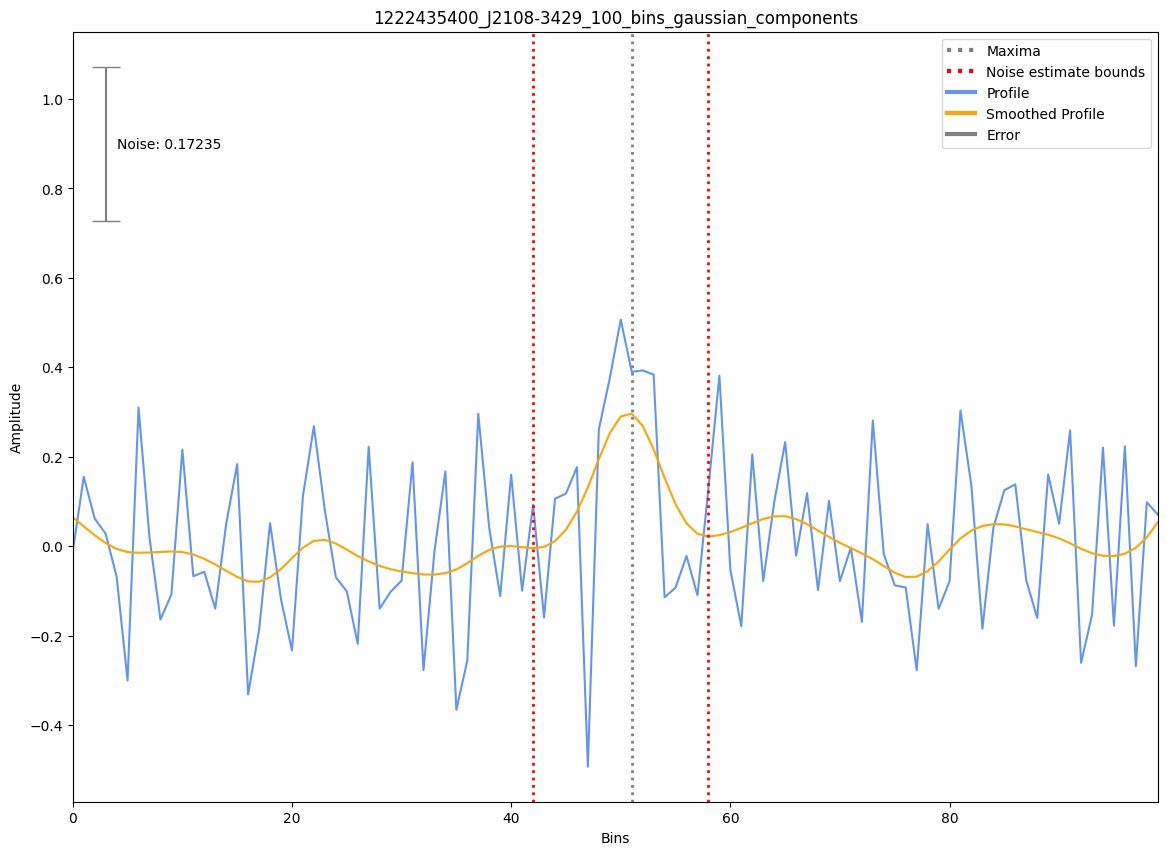 1222435400_J2108-3429_100_bins_gaussian_components
Maxima
Noise estimate bounds
Profile
Smoothed Profile
Error
Noise: 0.17235
1.0
0.8
0.6
0.4
0.2
0.0
−0.2
−0.4
Amplitude
0 20 40 60 80
Bins